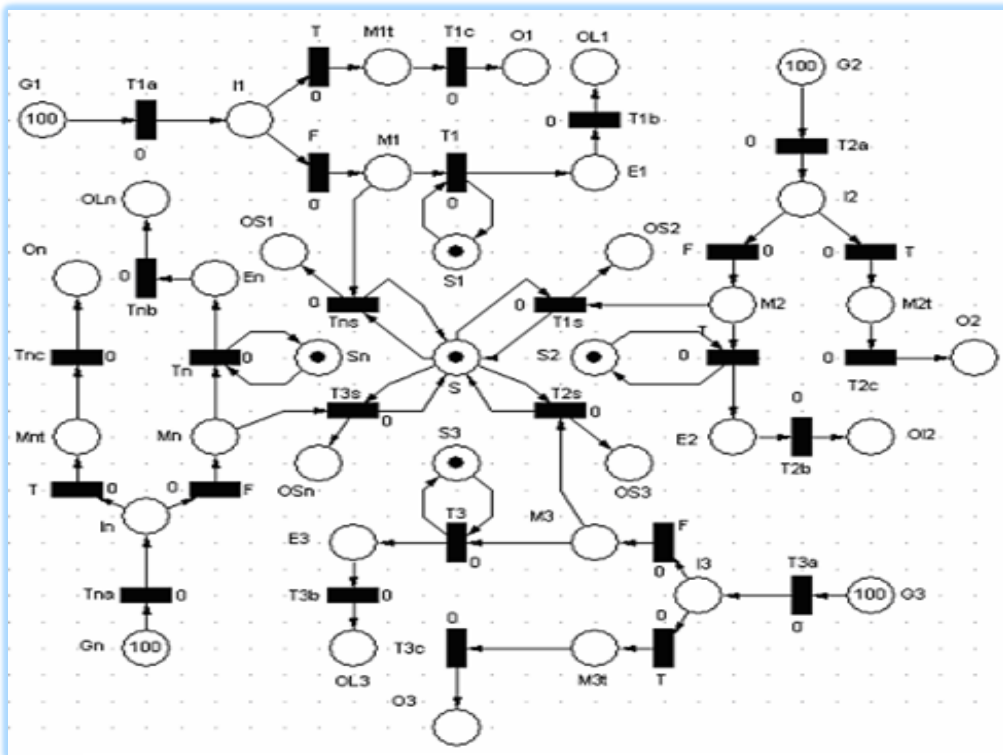 T M1t T1c O1 OL1
G1 T1a I1 100 G2
100 0 0 0 T1b
0 F M1 T1 0 T2a
0 0 E1
OLn I2
OS1 OS2
On S1 F 0 0 T
En
0 0 0 M2 M2t
Tnb Tns T1s O2
Tnc 0 0 Sn S S2 T 0 0
Tn T3s T2s T2c
0 0 0
Mnt Mn S3 E2 OI2
T2b
OSn OS3
T 0 0 F
In E3 T3 M3 F
0 0 I3 T3a
Tna 0 T3b 0 100 G3
0 0 0
Gn 100 T3c
OL3 M3t T
O3